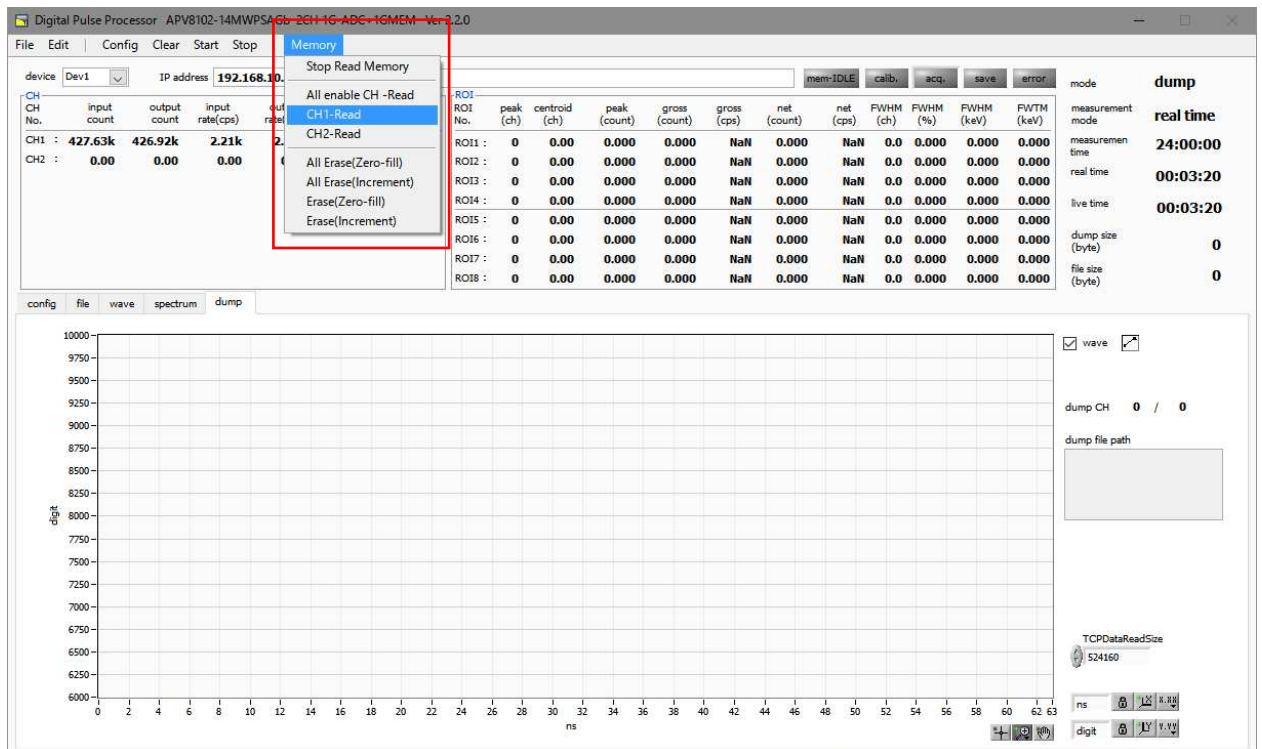 Digital Pulse Processor APV8102-14MWPSAGb 2CH 1G-ADC+1GMEM Ver 2.2.0
File Edit | Config Clear Start Stop Memory
Stop Read Memory
All enable CH -Read
CH1-Read
CH2-Read
All Erase(Zero-fill)
All Erase(Increment)
Erase(Zero-fill)
Erase(Increment)
device Dev1 IP address 192.168.10. mem-IDLE calib. acq. save error
CH
CH No. input count output count input rate(cps)
CH1 : 427.63k 426.92k 2.21k 2.
CH2 : 0.00 0.00 0.00
ROI
ROI No. peak (ch) centroid (ch) peak (count) gross (count) gross (cps) net (count) net (cps) FWHM (ch) FWHM (%) FWHM (keV) FWTM (keV)
ROI1 : 0 0.00 0.000 0.000 NaN 0.000 NaN 0.0 0.000 0.000 0.000
ROI2 : 0 0.00 0.000 0.000 NaN 0.000 NaN 0.0 0.000 0.000 0.000
ROI3 : 0 0.00 0.000 0.000 NaN 0.000 NaN 0.0 0.000 0.000 0.000
ROI4 : 0 0.00 0.000 0.000 NaN 0.000 NaN 0.0 0.000 0.000 0.000
ROI5 : 0 0.00 0.000 0.000 NaN 0.000 NaN 0.0 0.000 0.000 0.000
ROI6 : 0 0.00 0.000 0.000 NaN 0.000 NaN 0.0 0.000 0.000 0.000
ROI7 : 0 0.00 0.000 0.000 NaN 0.000 NaN 0.0 0.000 0.000 0.000
ROI8 : 0 0.00 0.000 0.000 NaN 0.000 NaN 0.0 0.000 0.000 0.000
mode dump
measurement mode real time
measuremen time 24:00:00
real time 00:03:20
live time 00:03:20
dump size (byte) 0
file size (byte) 0
config file wave spectrum dump
10000
9750
9500
9250
9000
8750
8500
8250
8000
7750
7500
7250
7000
6750
6500
6250
6000
digit
0 2 4 6 8 10 12 14 16 18 20 22 24 26 28 30 32 34 36 38 40 42 44 46 48 50 52 54 56 58 60 62 63
ns
wave
dump CH 0 / 0
dump file path
TCPDataReadSize
524160
ns
digit